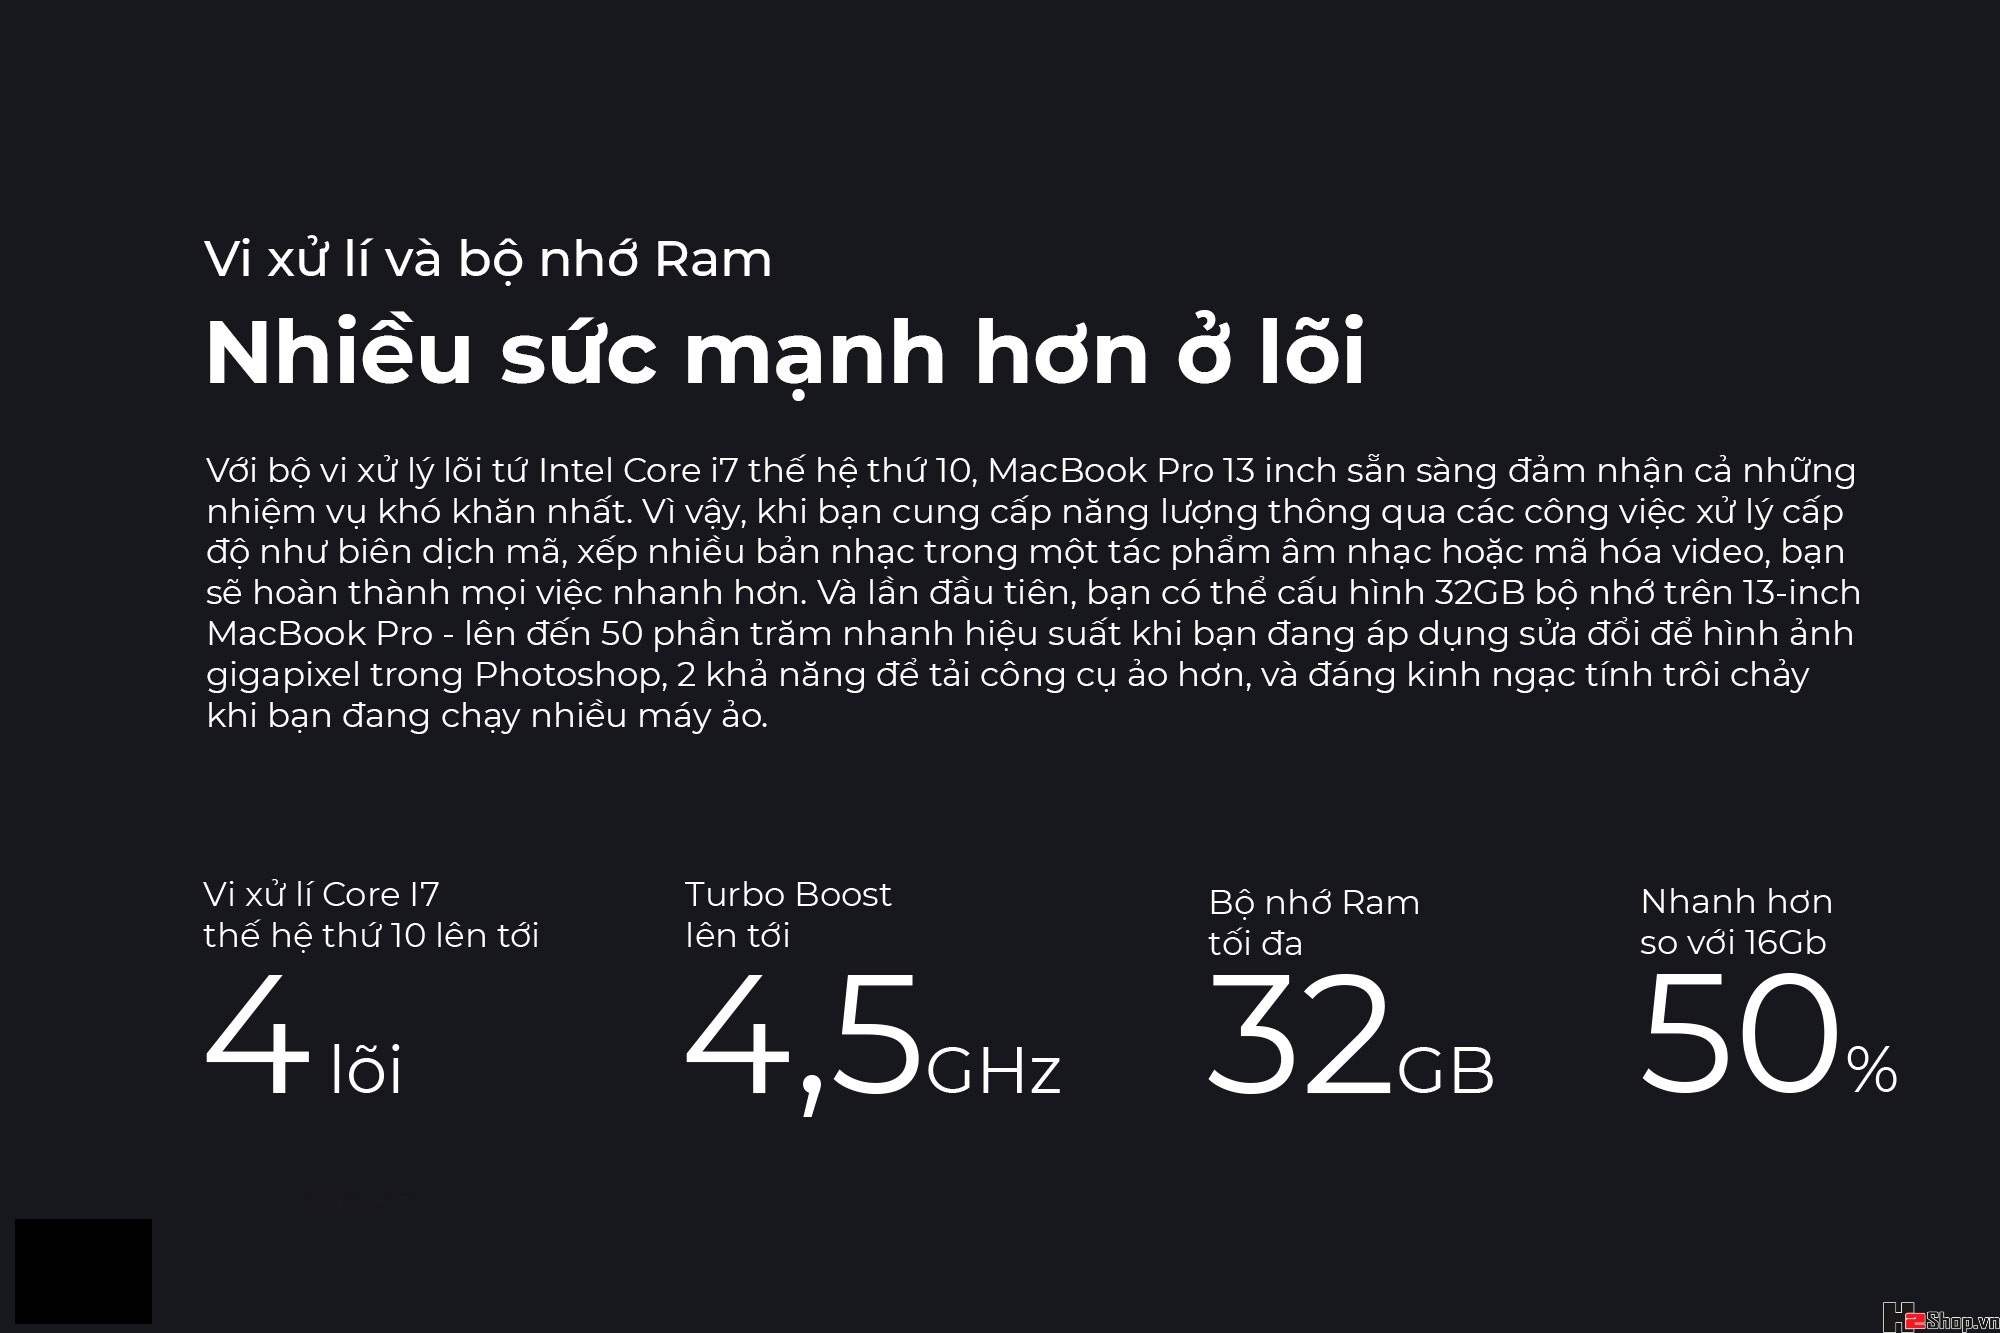 Vi xử lí và bộ nhớ Ram
Nhiều sức mạnh hơn ở lõi
Với bộ vi xử lý lõi tứ Intel Core i7 thế hệ thứ 10, MacBook Pro 13 inch sẵn sàng đảm nhận cả những
nhiệm vụ khó khăn nhất. Vì vậy, khi bạn cung cấp năng lượng thông qua các công việc xử lý cấp
độ như biên dịch mã, xếp nhiều bản nhạc trong một tác phẩm âm nhạc hoặc mã hóa video, bạn
sẽ hoàn thành mọi việc nhanh hơn. Và lần đầu tiên, bạn có thể cấu hình 32GB bộ nhớ trên 13-inch
MacBook Pro - lên đến 50 phần trăm nhanh hiệu suất khi bạn đang áp dụng sửa đổi để hình ảnh
gigapixel trong Photoshop, 2 khả năng để tải công cụ ảo hơn, và đáng kinh ngạc tính trôi chảy
khi bạn đang chạy nhiều máy ảo.
Vi xử lí Core I7
thế hệ thứ 10 lên tới
4 lõi
Turbo Boost
lên tới
4,5GHz
Bộ nhớ Ram
tối đa
32GB
Nhanh hơn
so với 16Gb
50%
H2Shop.vn